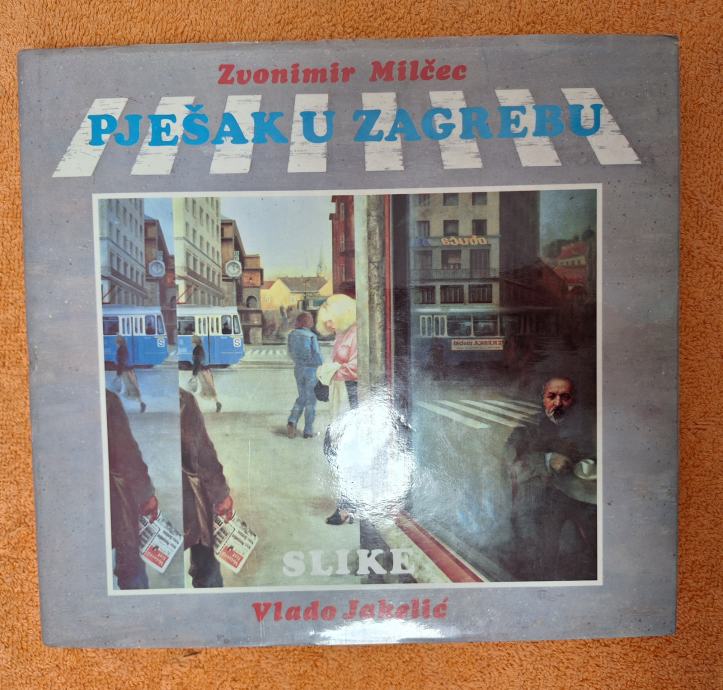 Zvonimir Milčec
PJEŠAK U ZAGREBU
SLIKE
Vlado Jakelić